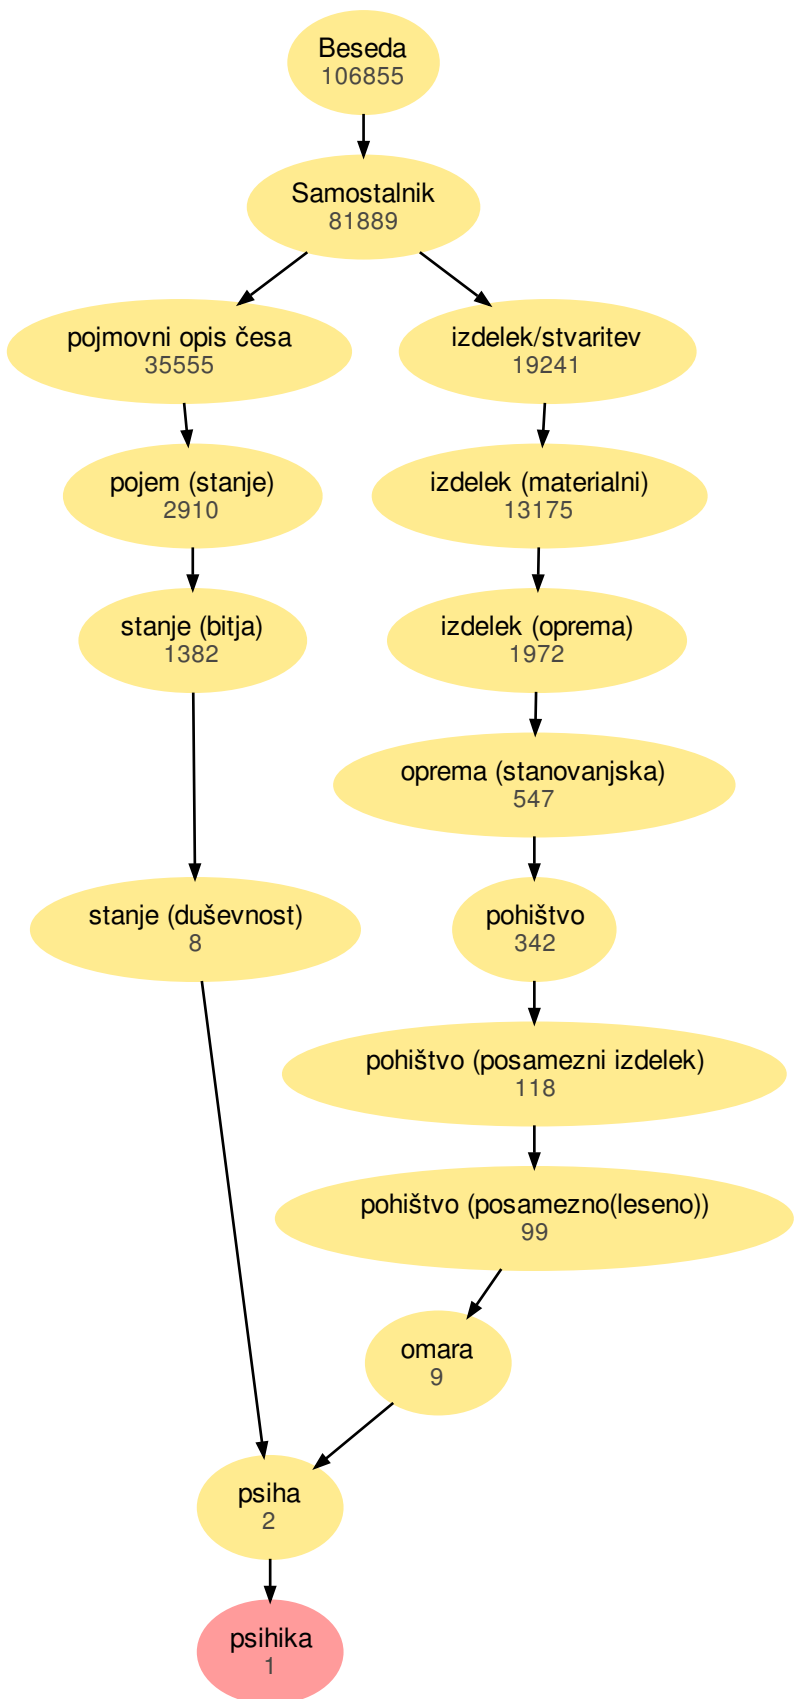 Beseda
106855
Samostalnik
81889
pojmovni opis česa
35555
izdelek/stvaritev
19241
pojem (stanje)
2910
izdelek (materialni)
13175
stanje (bitja)
1382
izdelek (oprema)
1972
oprema (stanovanjska)
547
stanje (duševnost)
8
pohištvo
342
pohištvo (posamezni izdelek)
118
pohištvo (posamezno(leseno))
99
omara
9
psiha
2
psihika
1